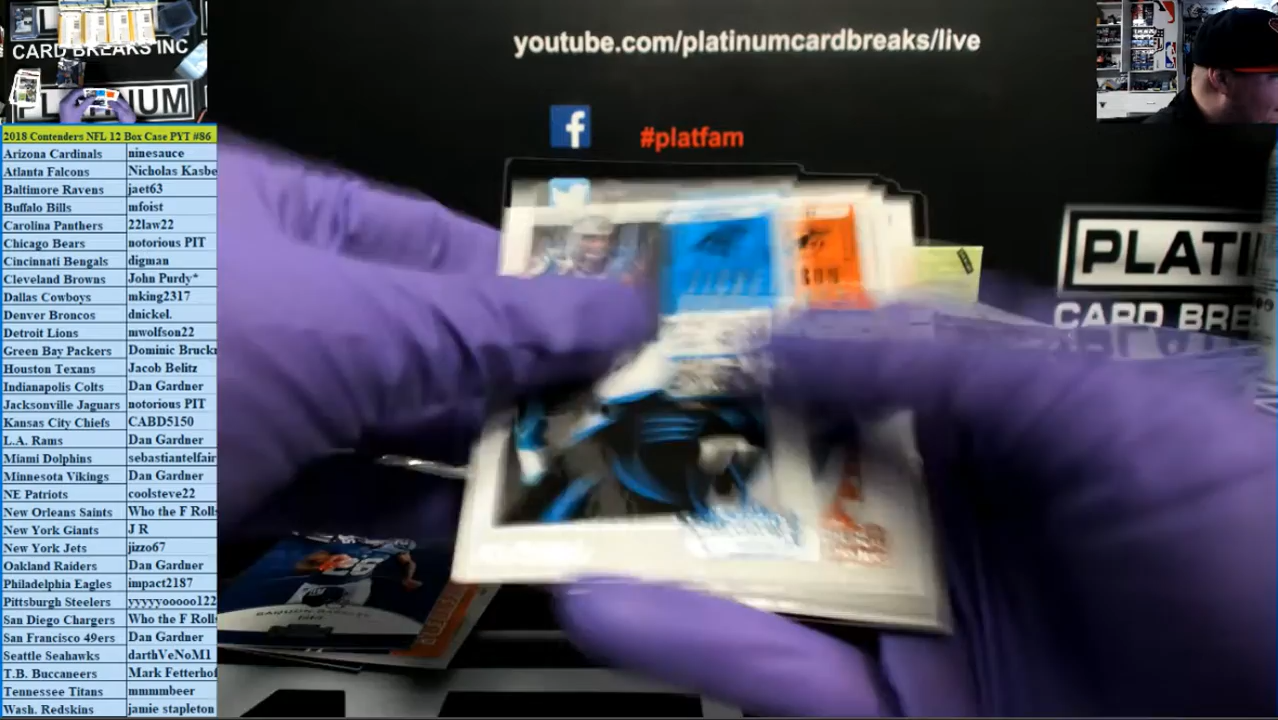 CARD BREAKS INC
PLATINUM
youtube.com/platinumcardbreaks/live
#platfam
2018 Contenders NFL 12 Box Case PYT #86
Arizona Cardinals ninesauce
Atlanta Falcons Nicholas Kasbe
Baltimore Ravens jaet63
Buffalo Bills mfoist
Carolina Panthers 22law22
Chicago Bears notorious PIT
Cincinnati Bengals digman
Cleveland Browns John Purdy*
Dallas Cowboys mking2317
Denver Broncos dnickel.
Detroit Lions mwolfson22
Green Bay Packers Dominic Bruck
Houston Texans Jacob Belitz
Indianapolis Colts Dan Gardner
Jacksonville Jaguars notorious PIT
Kansas City Chiefs CABD5150
L.A. Rams Dan Gardner
Miami Dolphins sebastiantelfair
Minnesota Vikings Dan Gardner
NE Patriots coolsteve22
New Orleans Saints Who the F Roll
New York Giants J R
New York Jets jizzo67
Oakland Raiders Dan Gardner
Philadelphia Eagles impact2187
Pittsburgh Steelers yyyyyooooo122
San Diego Chargers Who the F Roll
San Francisco 49ers Dan Gardner
Seattle Seahawks darthVeNoM1
T.B. Buccaneers Mark Fetterhof
Tennessee Titans mmmmbeer
Wash. Redskins jamie stapleton
PLATI
CARD BRE